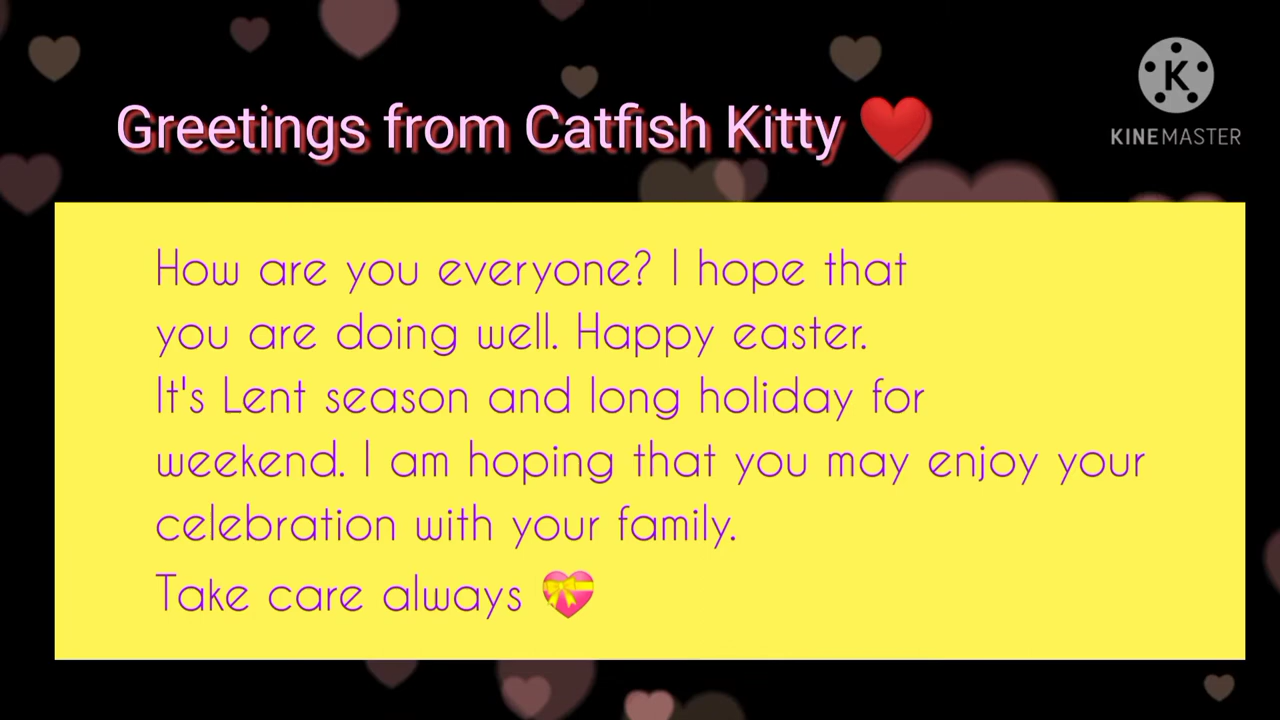 Greetings from Catfish Kitty ❤️
K
KINEMASTER
How are you everyone? I hope that
you are doing well. Happy easter.
It's Lent season and long holiday for
weekend. I am hoping that you may enjoy your
celebration with your family.
Take care always 💝